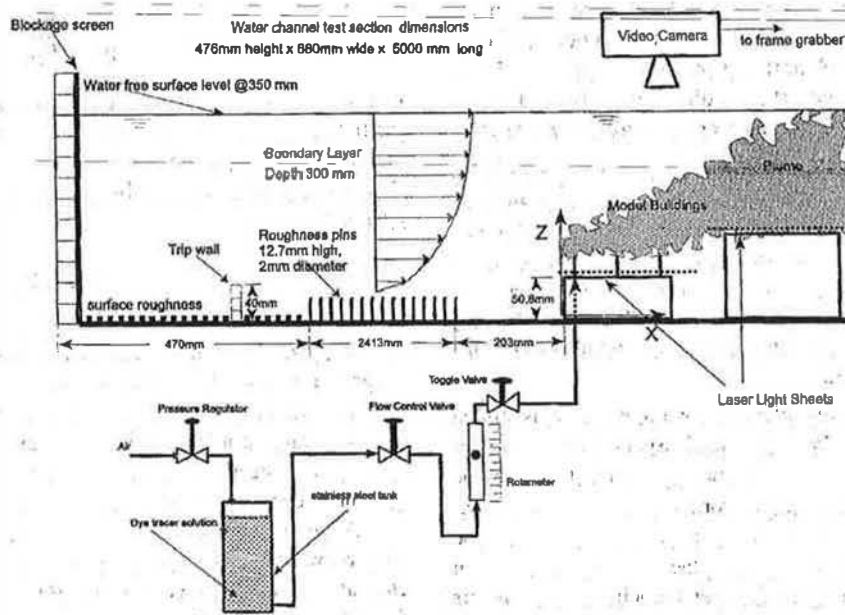 Blockage screen
Water channel test section dimensions
476mm height x 680mm wide x 5000 mm long
Video Camera
to frame grabber
Water free surface level @350 mm
Boundary Layer
Depth 300 mm
Plume
Model Buildings
Roughness pins
12.7mm high,
2mm diameter
Trip wall
Z
surface roughness
40mm
50.8mm
X
470mm
2413mm
203mm
Toggle Valve
Laser Light Sheets
Pressure Regulator
Flow Control Valve
Air
Rotameter
stainless steel tank
Dye tracer solution